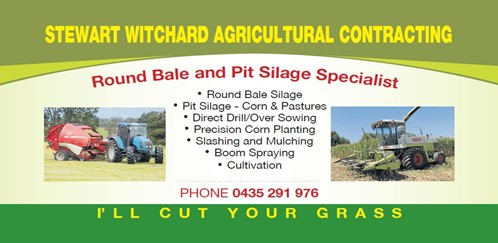 STEWART WITCHARD AGRICULTURAL CONTRACTING
Round Bale and Pit Silage Specialist
• Round Bale Silage
• Pit Silage - Corn & Pastures
• Direct Drill/Over Sowing
• Precision Corn Planting
• Slashing and Mulching
• Boom Spraying
• Cultivation
PHONE 0435 291 976
I'LL CUT YOUR GRASS